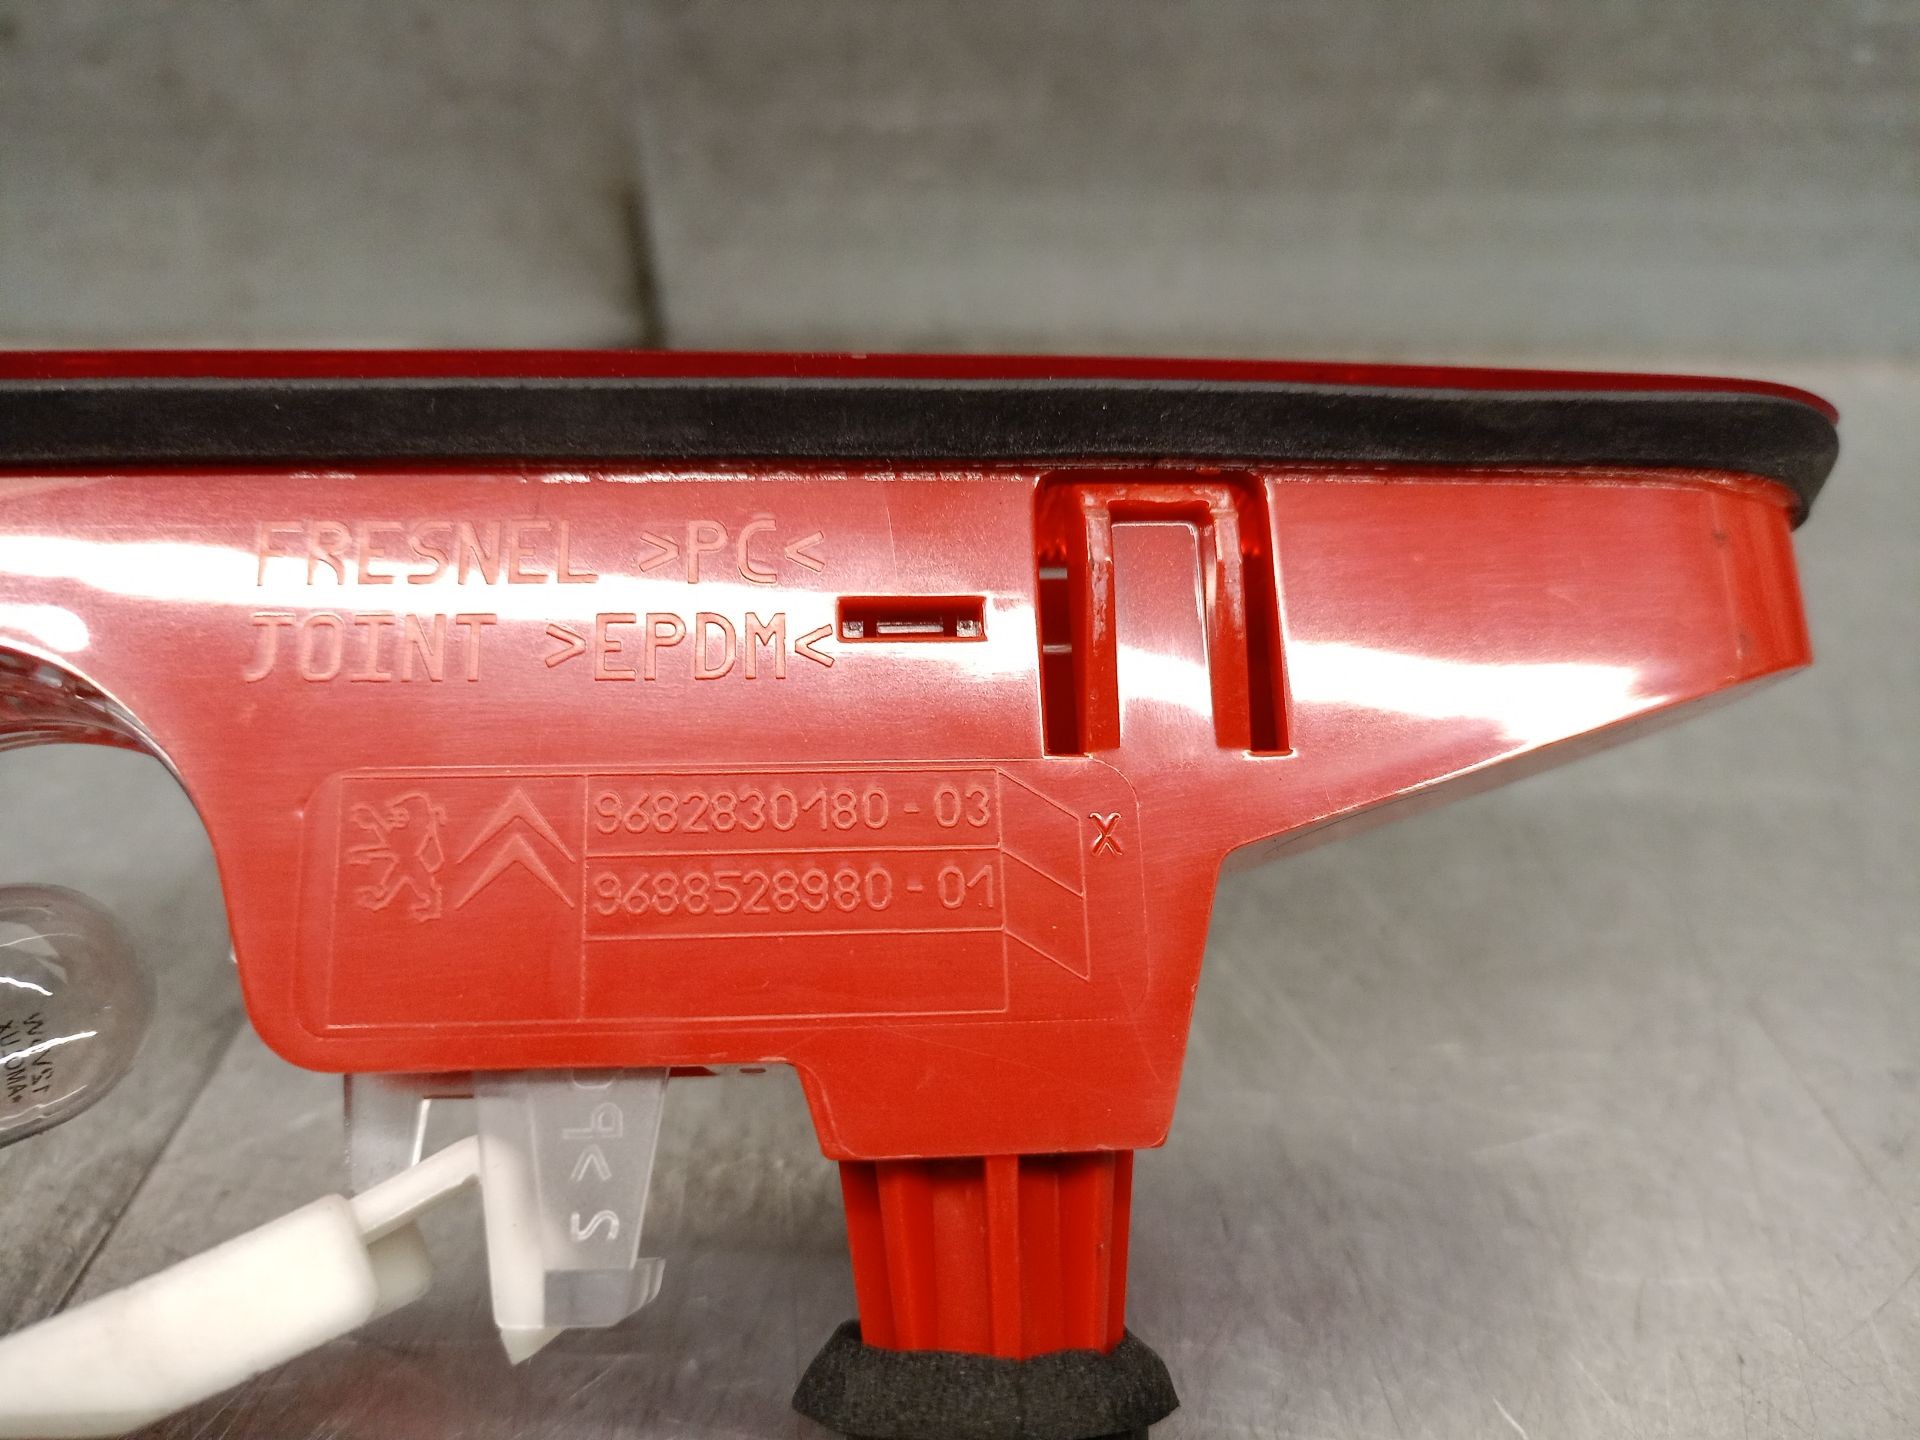 FRESNEL >PC<
JOINT >EPDM<
9682830180 - 03
9688528980 - 01
X